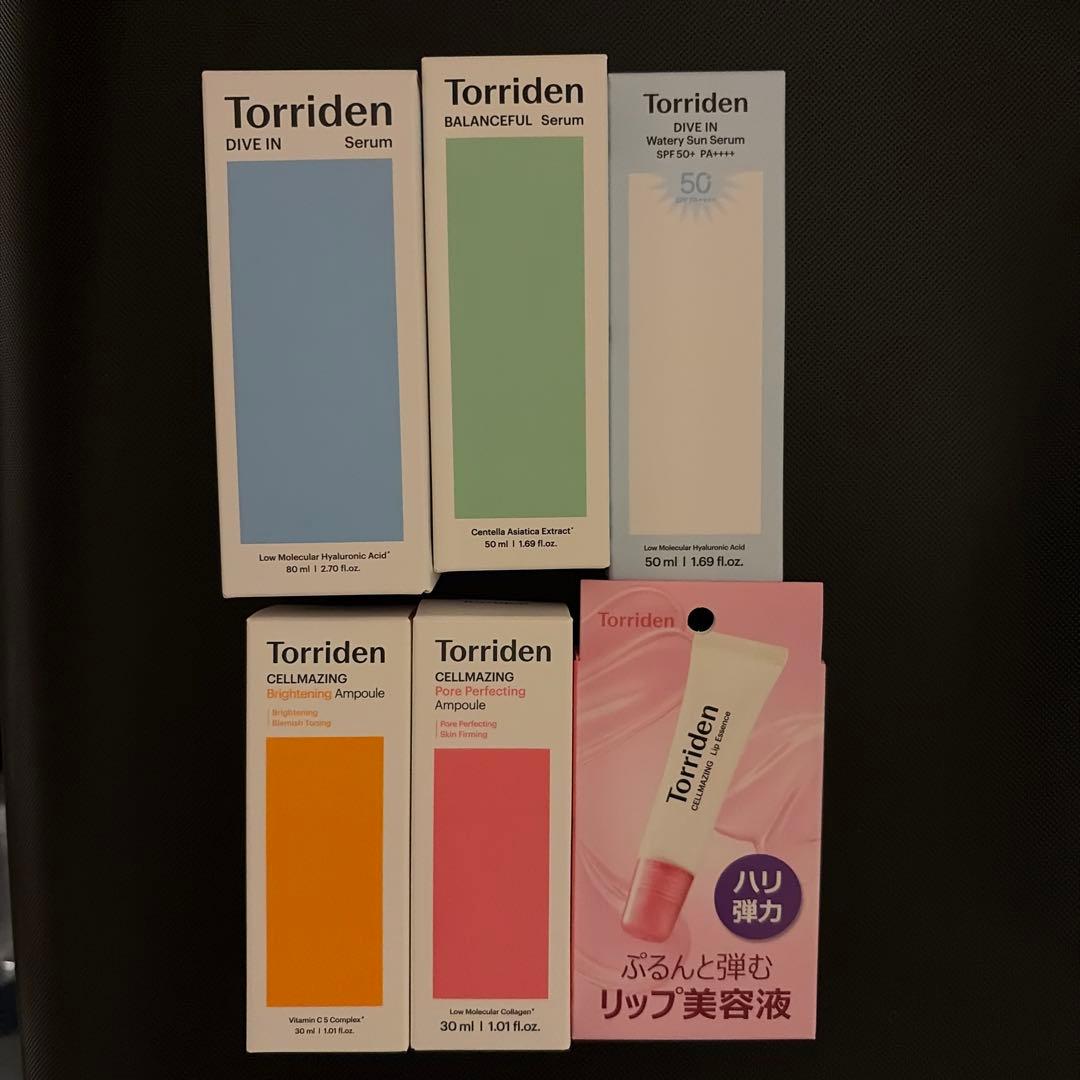 Torriden
DIVE IN Serum
Low Molecular Hyaluronic Acid*
80 ml | 2.70 fl.oz.
Torriden
BALANCEFUL Serum
Centella Asiatica Extract*
50 ml | 1.69 fl.oz.
Torriden
DIVE IN
Watery Sun Serum
SPF 50+ PA++++
50+
SPF PA++++
Low Molecular Hyaluronic Acid
50 ml | 1.69 fl.oz.
Torriden
CELLMAZING
Brightening Ampoule
Brightening
Blemish Toning
Vitamin C 5 Complex*
30 ml | 1.01 fl.oz.
Torriden
CELLMAZING
Pore Perfecting
Ampoule
Pore Perfecting
Skin Firming
Low Molecular Collagen*
30 ml | 1.01 fl.oz.
Torriden
Torriden
CELLMAZING Lip Essence
ハリ
弾力
ぷるんと弾む
リップ美容液